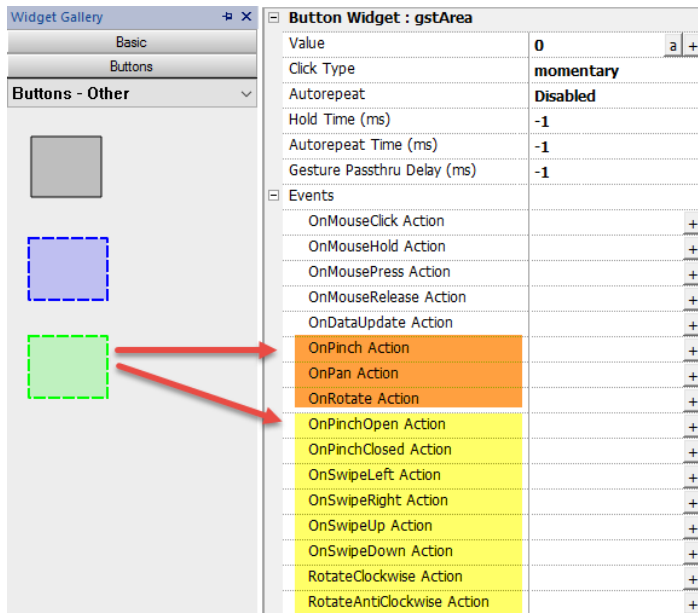 Widget Gallery
Basic
Buttons
Buttons - Other
Button Widget : gstArea
Value 0 a +
Click Type momentary
Autorepeat Disabled
Hold Time (ms) -1
Autorepeat Time (ms) -1
Gesture Passthru Delay (ms) -1
Events
OnMouseClick Action +
OnMouseHold Action +
OnMousePress Action +
OnMouseRelease Action +
OnDataUpdate Action +
OnPinch Action +
OnPan Action +
OnRotate Action +
OnPinchOpen Action +
OnPinchClosed Action +
OnSwipeLeft Action +
OnSwipeRight Action +
OnSwipeUp Action +
OnSwipeDown Action +
RotateClockwise Action +
RotateAntiClockwise Action +